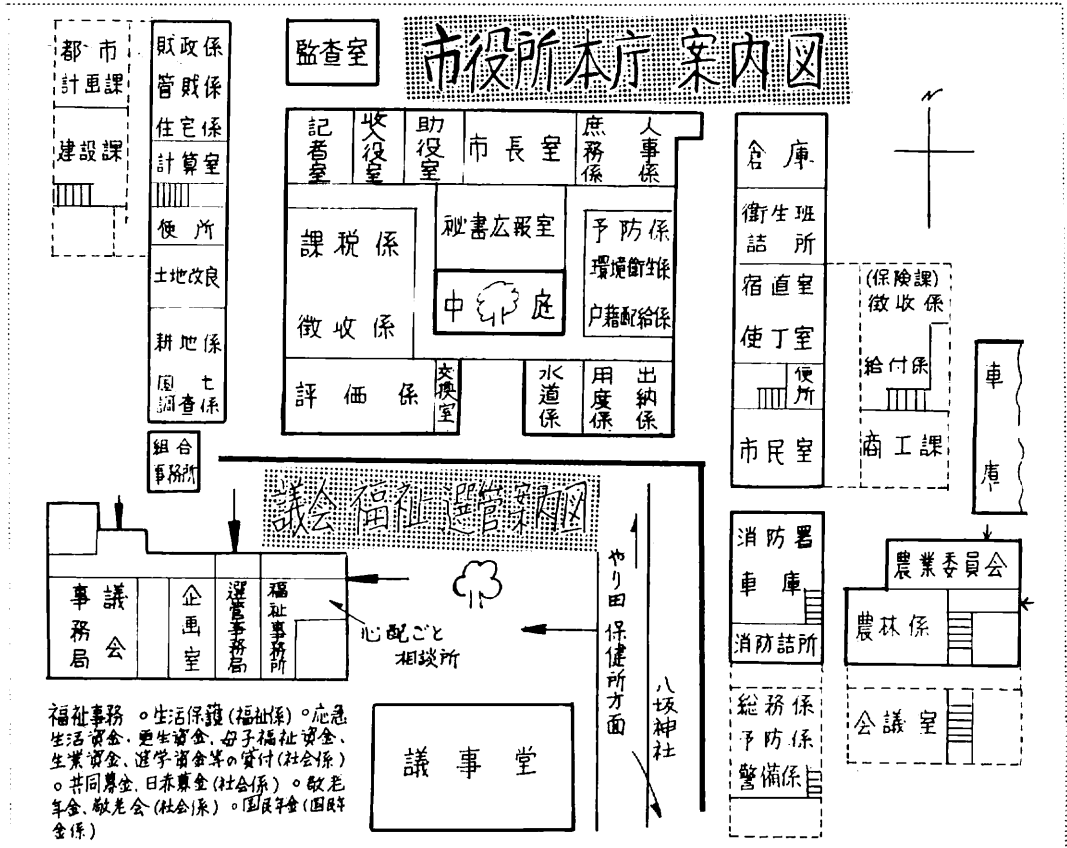 市役所本庁案内図
都市
計画課
建設課
財政係
管財係
住宅係
計算室
便所
土地改良
耕地係
国土
調査係
組合
事務所
監査室
記者室
収入役室
助役室
市長室
庶務係
人事係
課税係
徴収係
秘書広報室
中庭
予防係
環境衛生係
戸籍配給係
評価係
交換室
水道係
用度係
出納係
N
倉庫
衛生班
詰所
宿直室
使丁室
便所
市民室
(保険課)
徴収係
給付係
商工課
車庫
議会福祉選管案内図
議会
事務局
企画室
選管事務局
福祉事務所
心配ごと
相談所
やり田保健所方面
八坂神社
議事堂
消防署
車庫
消防詰所
総務係
予防係
警備係
農業委員会
農林係
会議室
福祉事務 ○生活保護(福祉係)○応急
生活資金、更生資金、母子福祉資金、
生業資金、進学資金等の貸付(社会係)
○共同募金、日赤募金(社会係)○敬老
年金、敬老会(社会係)○国民年金(国民年
金係)